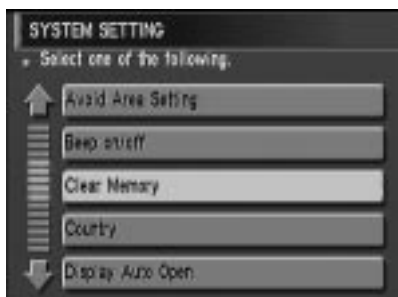 SYSTEM SETTING
Select one of the following.
Avoid Area Setting
Beep on/off
Clear Memory
Country
Display Auto Open